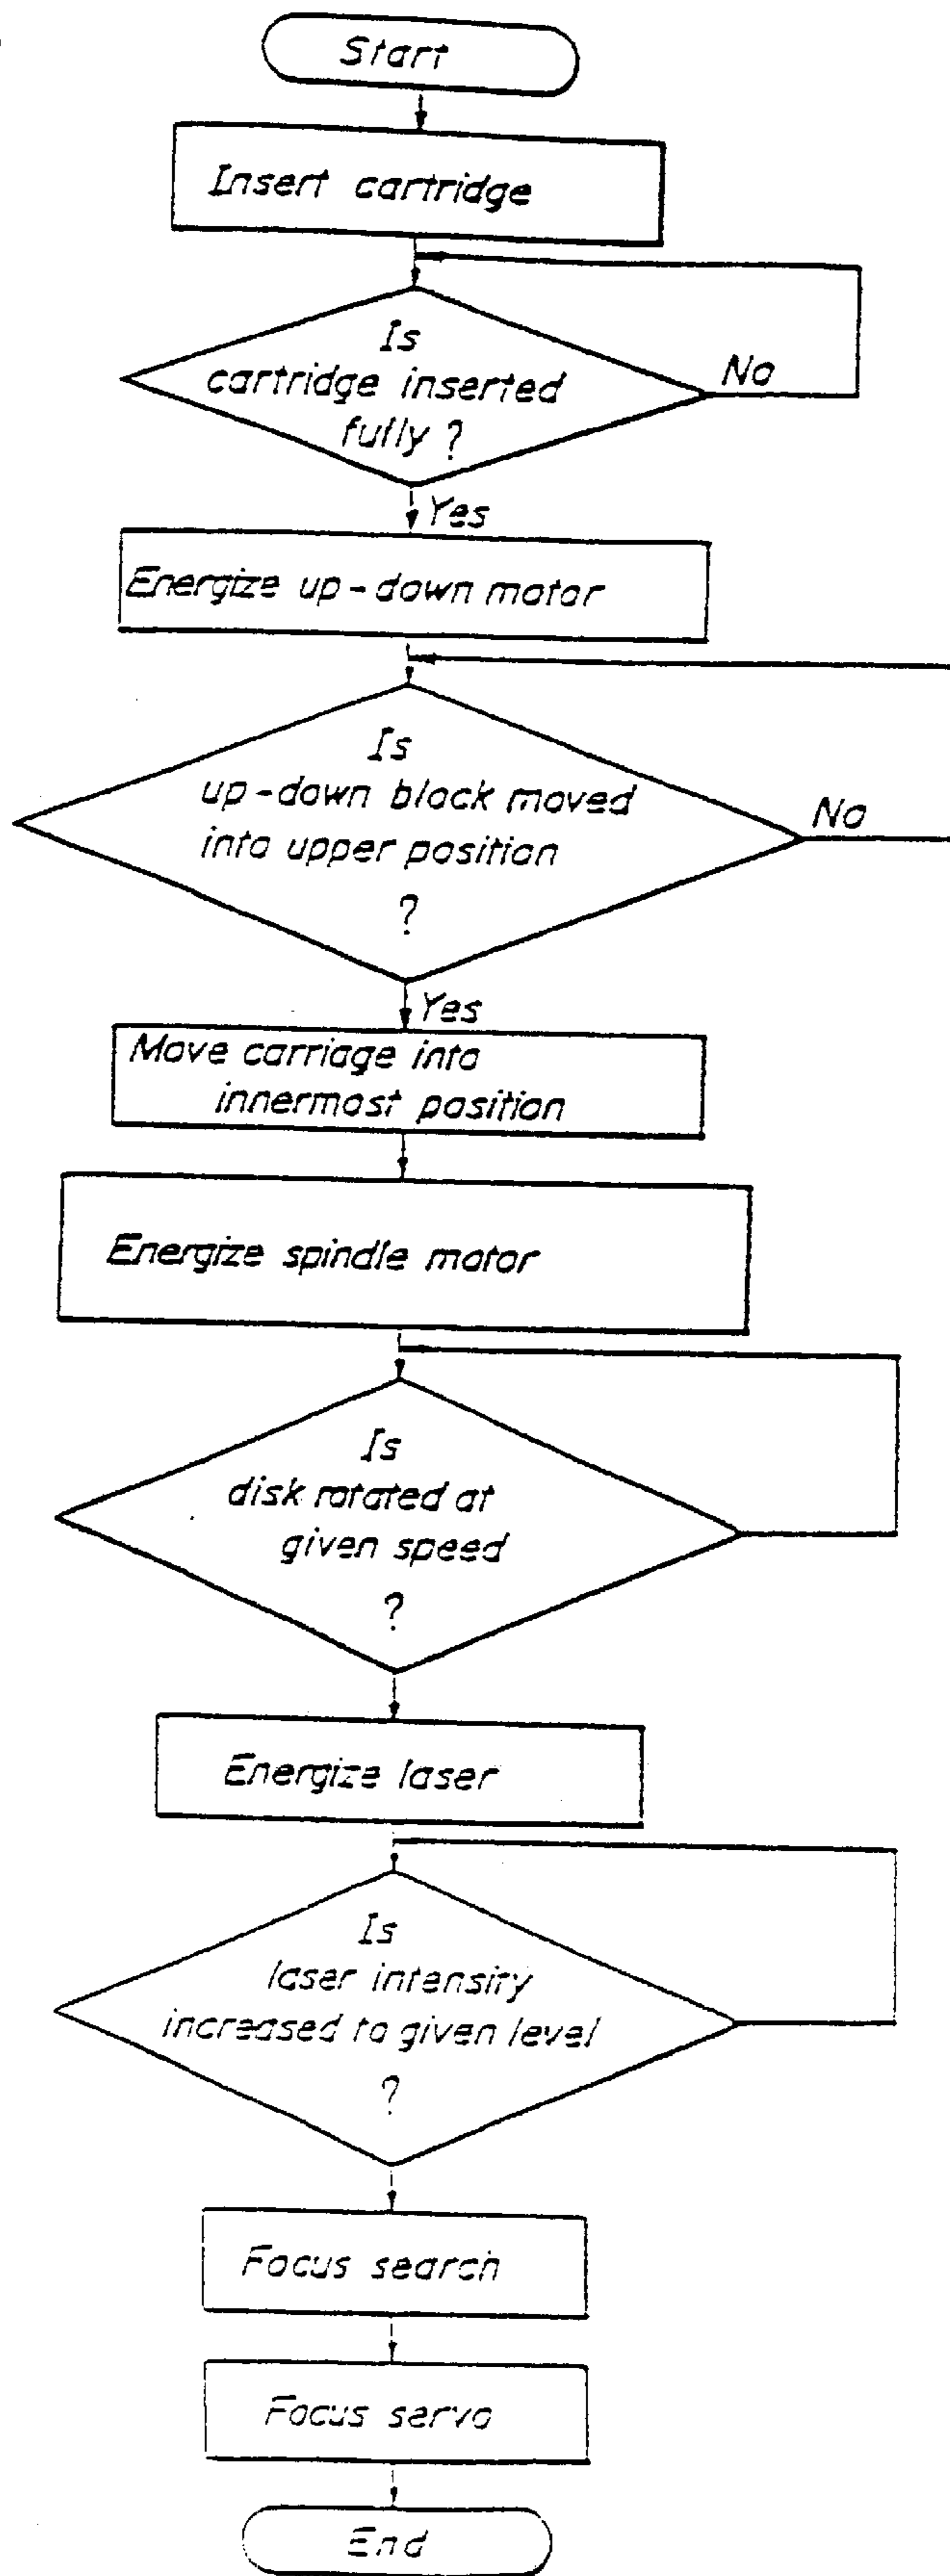 Start
Insert cartridge
Is
cartridge inserted
fully ?
No
Yes
Energize up-down motor
Is
up-down block moved
into upper position
?
No
Yes
Move carriage into
innermost position
Energize spindle motor
Is
disk rotated at
given speed
?
Energize laser
Is
laser intensity
increased to given level
?
Focus search
Focus servo
End